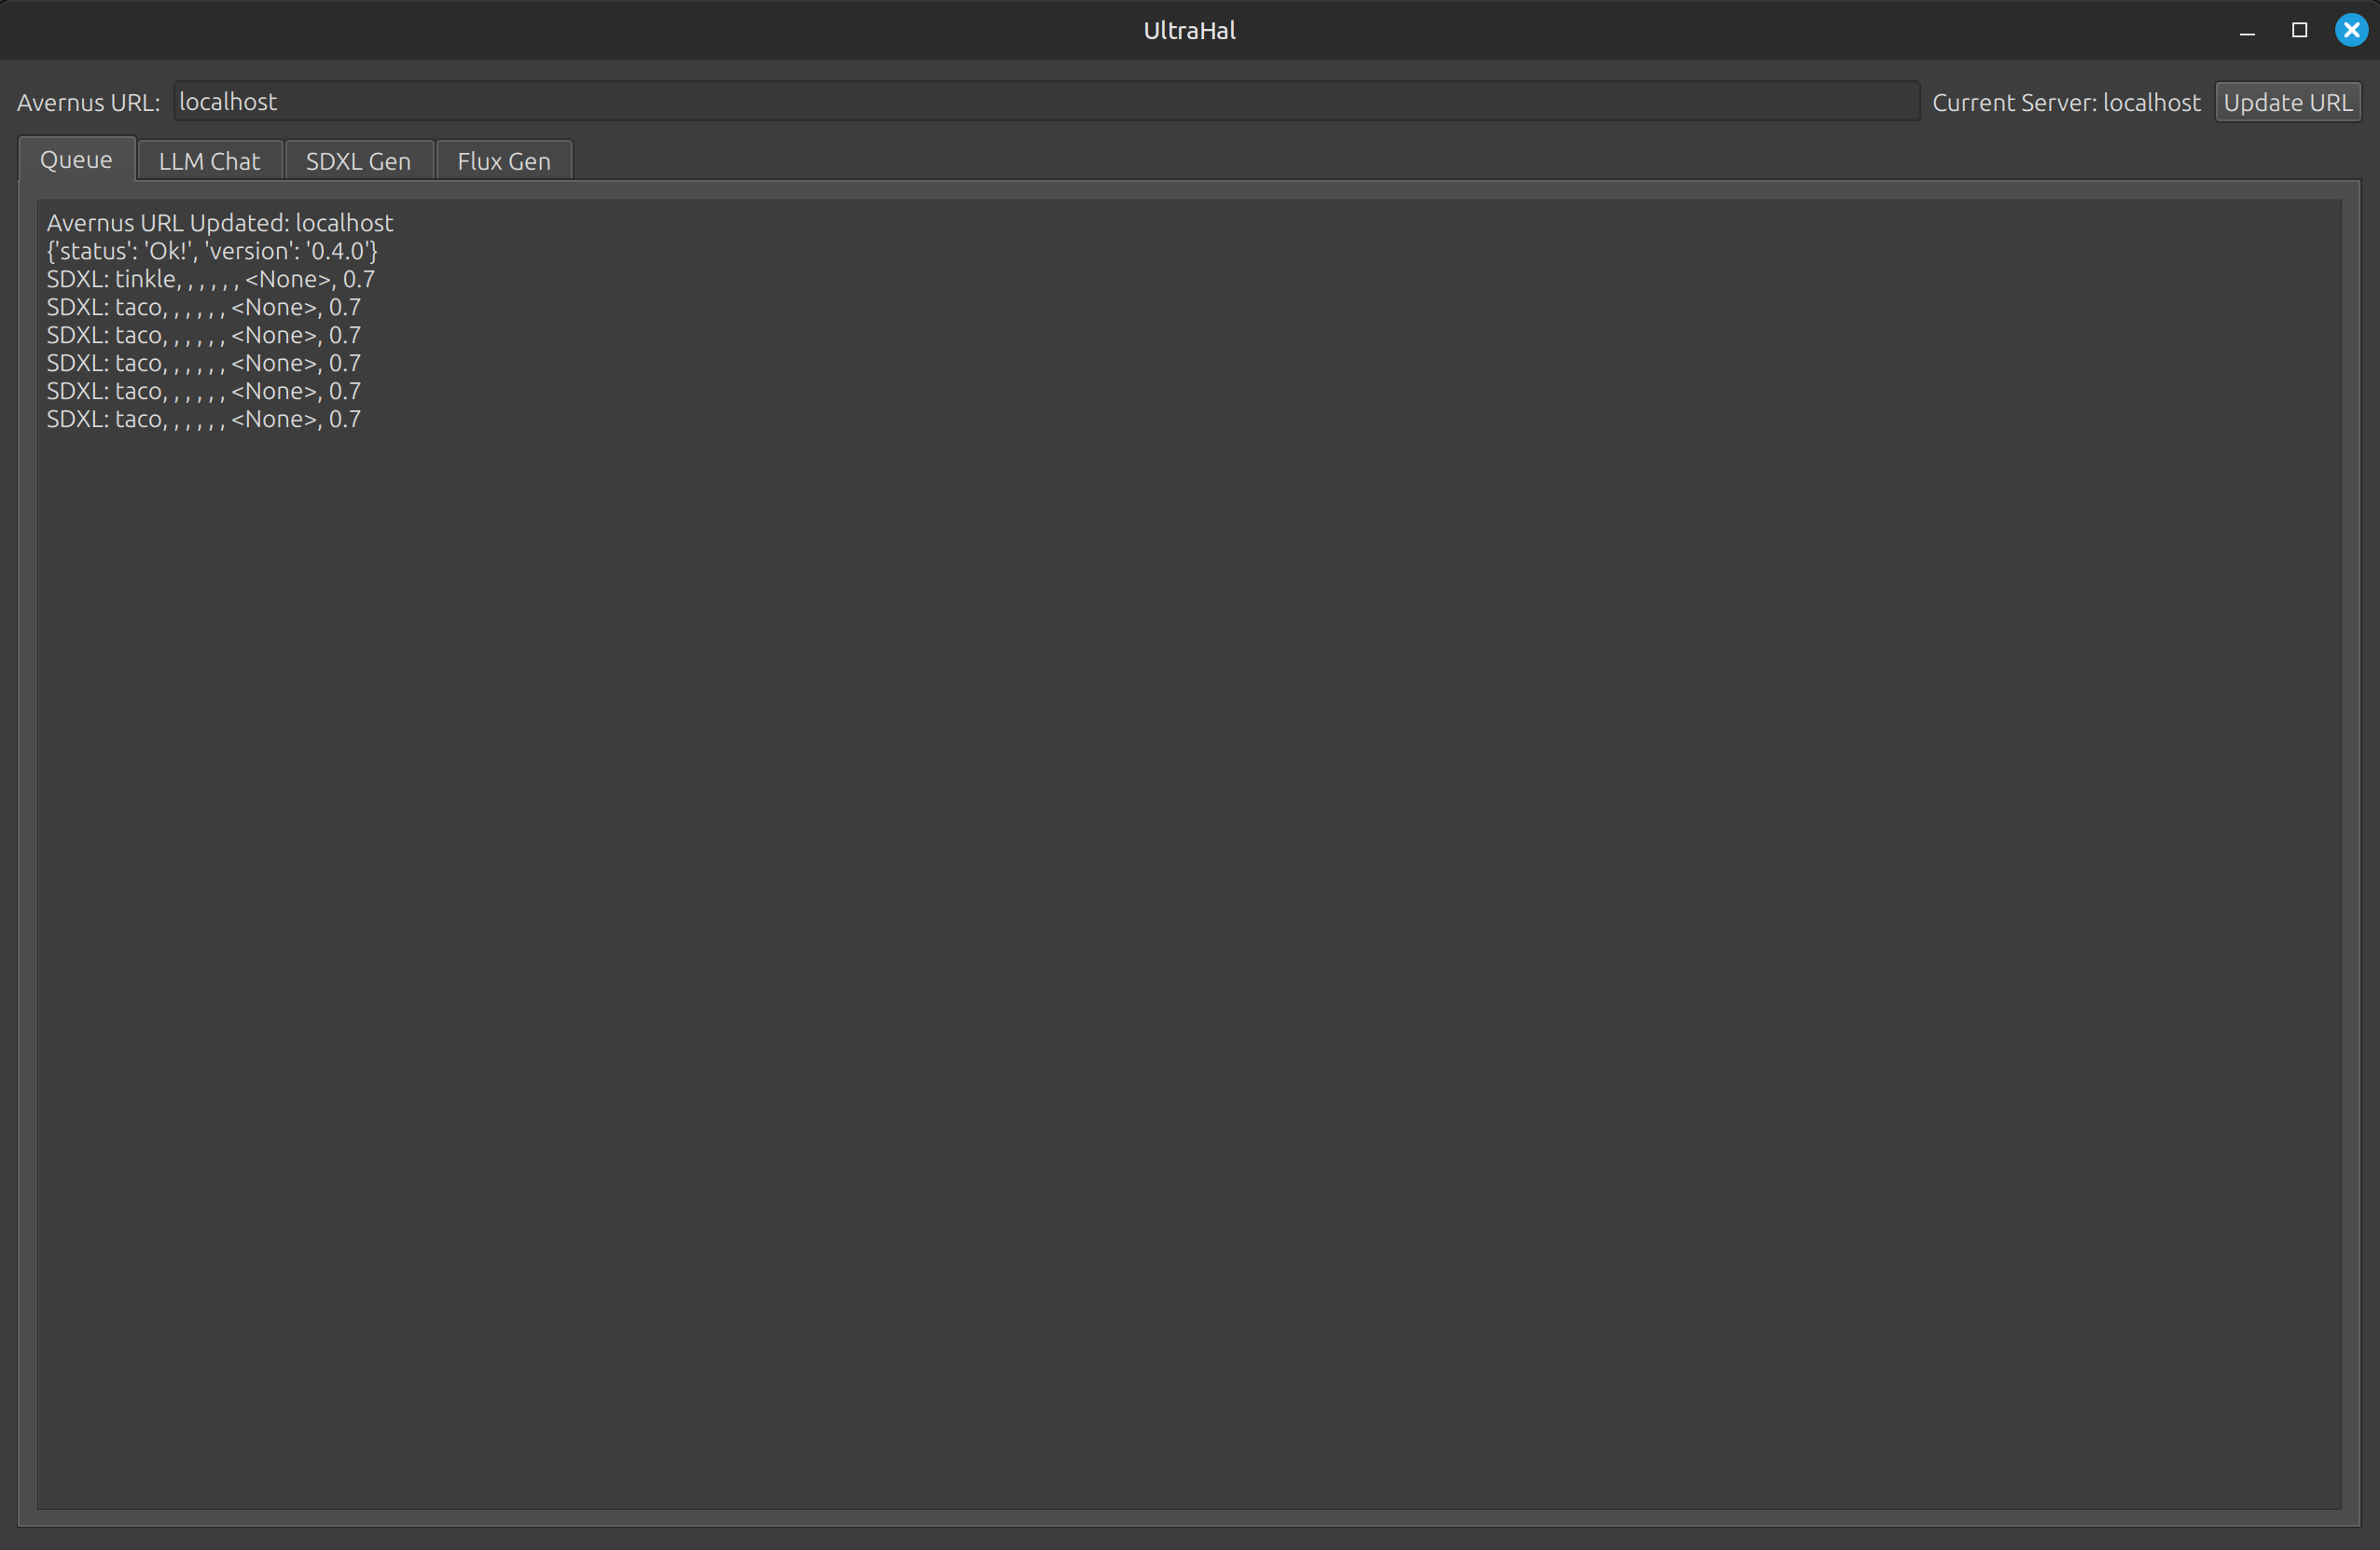 UltraHal
Avernus URL: localhost Current Server: localhost Update URL
Queue LLM Chat SDXL Gen Flux Gen
Avernus URL Updated: localhost
{'status': 'Ok!', 'version': '0.4.0'}
SDXL: tinkle, , , , , , <None>, 0.7
SDXL: taco, , , , , , <None>, 0.7
SDXL: taco, , , , , , <None>, 0.7
SDXL: taco, , , , , , <None>, 0.7
SDXL: taco, , , , , , <None>, 0.7
SDXL: taco, , , , , , <None>, 0.7